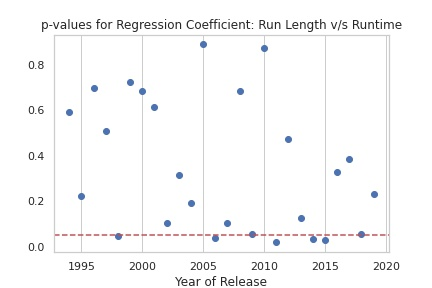 p-values for Regression Coefficient: Run Length v/s Runtime
0.8
0.6
0.4
0.2
0.0
1995 2000 2005 2010 2015 2020
Year of Release